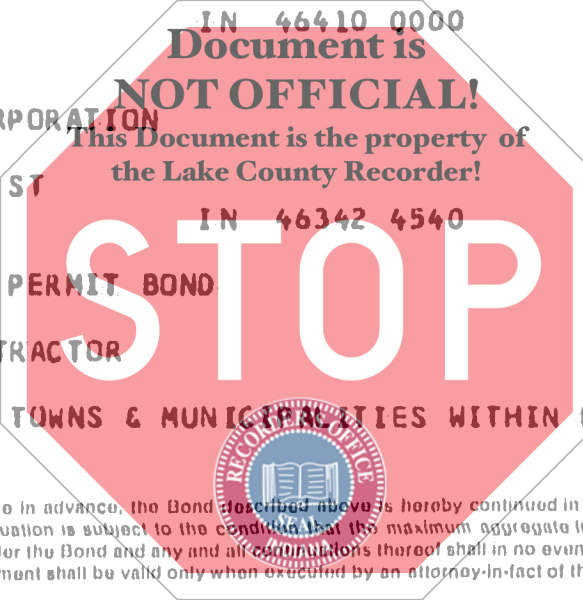 IN 46410 0000
Document is
NOT OFFICIAL!
RPORATION
This Document is the property of
the Lake County Recorder!
ST
IN 46342 4540
STOP
PERMIT BOND
TRACTOR
TOWNS & MUNICIPALITIES WITHIN
RECORDER OFFICE
e in advance, the Bond described above is hereby continued in
uation is subject to the condition that the maximum aggregate
er the Bond and any and all continuations thereof shall in no even
ment shall be valid only when executed by an attorney-in-fact of th